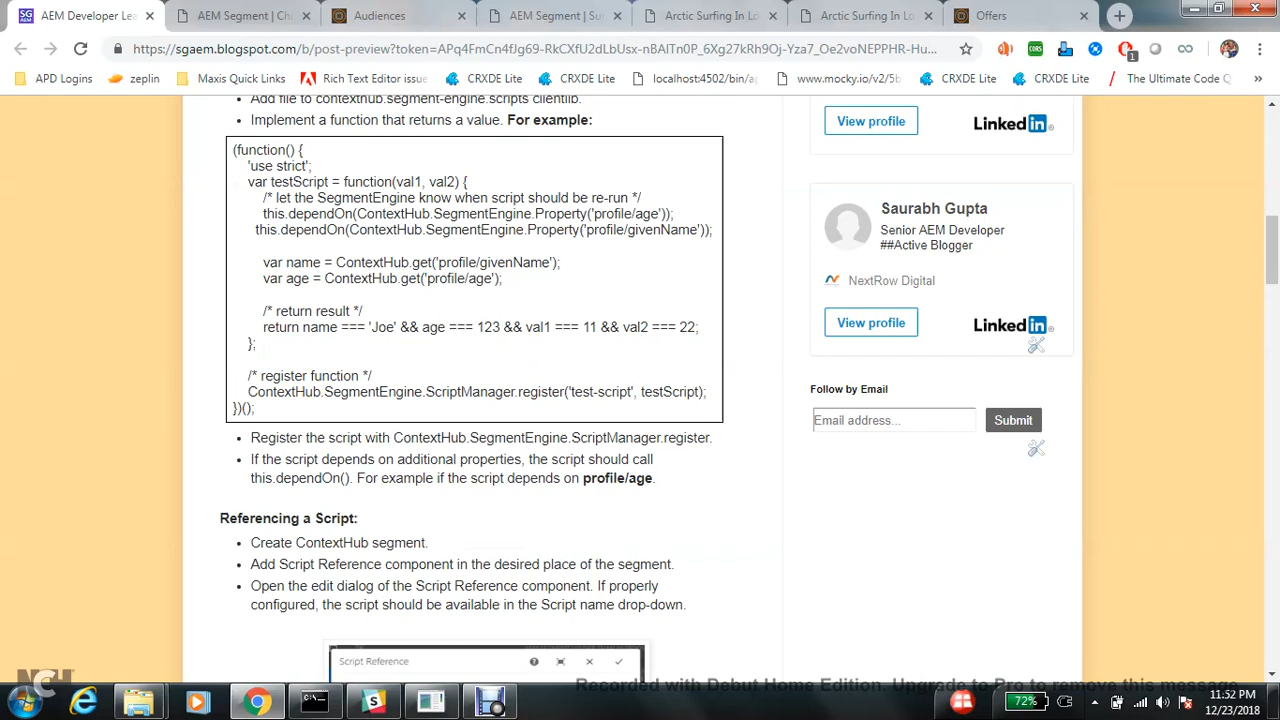 AEM Developer Lea
AEM Segment | Cha
Audiences
AEM Segment | Sur
Arctic Surfing In Lo
Arctic Surfing In Lo
Offers
https://sgaem.blogspot.com/b/post-preview?token=APq4FmCn4fJg69-RkCXfU2dLbUsx-nBAlTn0P_6Xg27kRh9Oj-Yza7_Oe2voNEPPHR-Hu...
APD Logins
zeplin
Maxis Quick Links
Rich Text Editor issue
CRXDE Lite
CRXDE Lite
localhost:4502/bin/a
www.mocky.io/v2/5b
CRXDE Lite
CRXDE Lite
The Ultimate Code Q
»
• Add file to contexthub.segment-engine.scripts clientlib.
• Implement a function that returns a value. For example:
(function() {
'use strict';
var testScript = function(val1, val2) {
/* let the SegmentEngine know when script should be re-run */
this.dependOn(ContextHub.SegmentEngine.Property('profile/age'));
this.dependOn(ContextHub.SegmentEngine.Property('profile/givenName'));
var name = ContextHub.get('profile/givenName');
var age = ContextHub.get('profile/age');
/* return result */
return name === 'Joe' && age === 123 && val1 === 11 && val2 === 22;
};
/* register function */
ContextHub.SegmentEngine.ScriptManager.register('test-script', testScript);
})();
• Register the script with ContextHub.SegmentEngine.ScriptManager.register.
• If the script depends on additional properties, the script should call
this.dependOn(). For example if the script depends on profile/age.
Referencing a Script:
• Create ContextHub segment.
• Add Script Reference component in the desired place of the segment.
• Open the edit dialog of the Script Reference component. If properly
configured, the script should be available in the Script name drop-down.
Script Reference
View profile
LinkedIn
Saurabh Gupta
Senior AEM Developer
##Active Blogger
NextRow Digital
View profile
LinkedIn
Follow by Email
Email address...
Submit
NCH
Recorded with Debut Home Edition. Upgrade to Pro to remove this message
72%
11:52 PM
12/23/2018